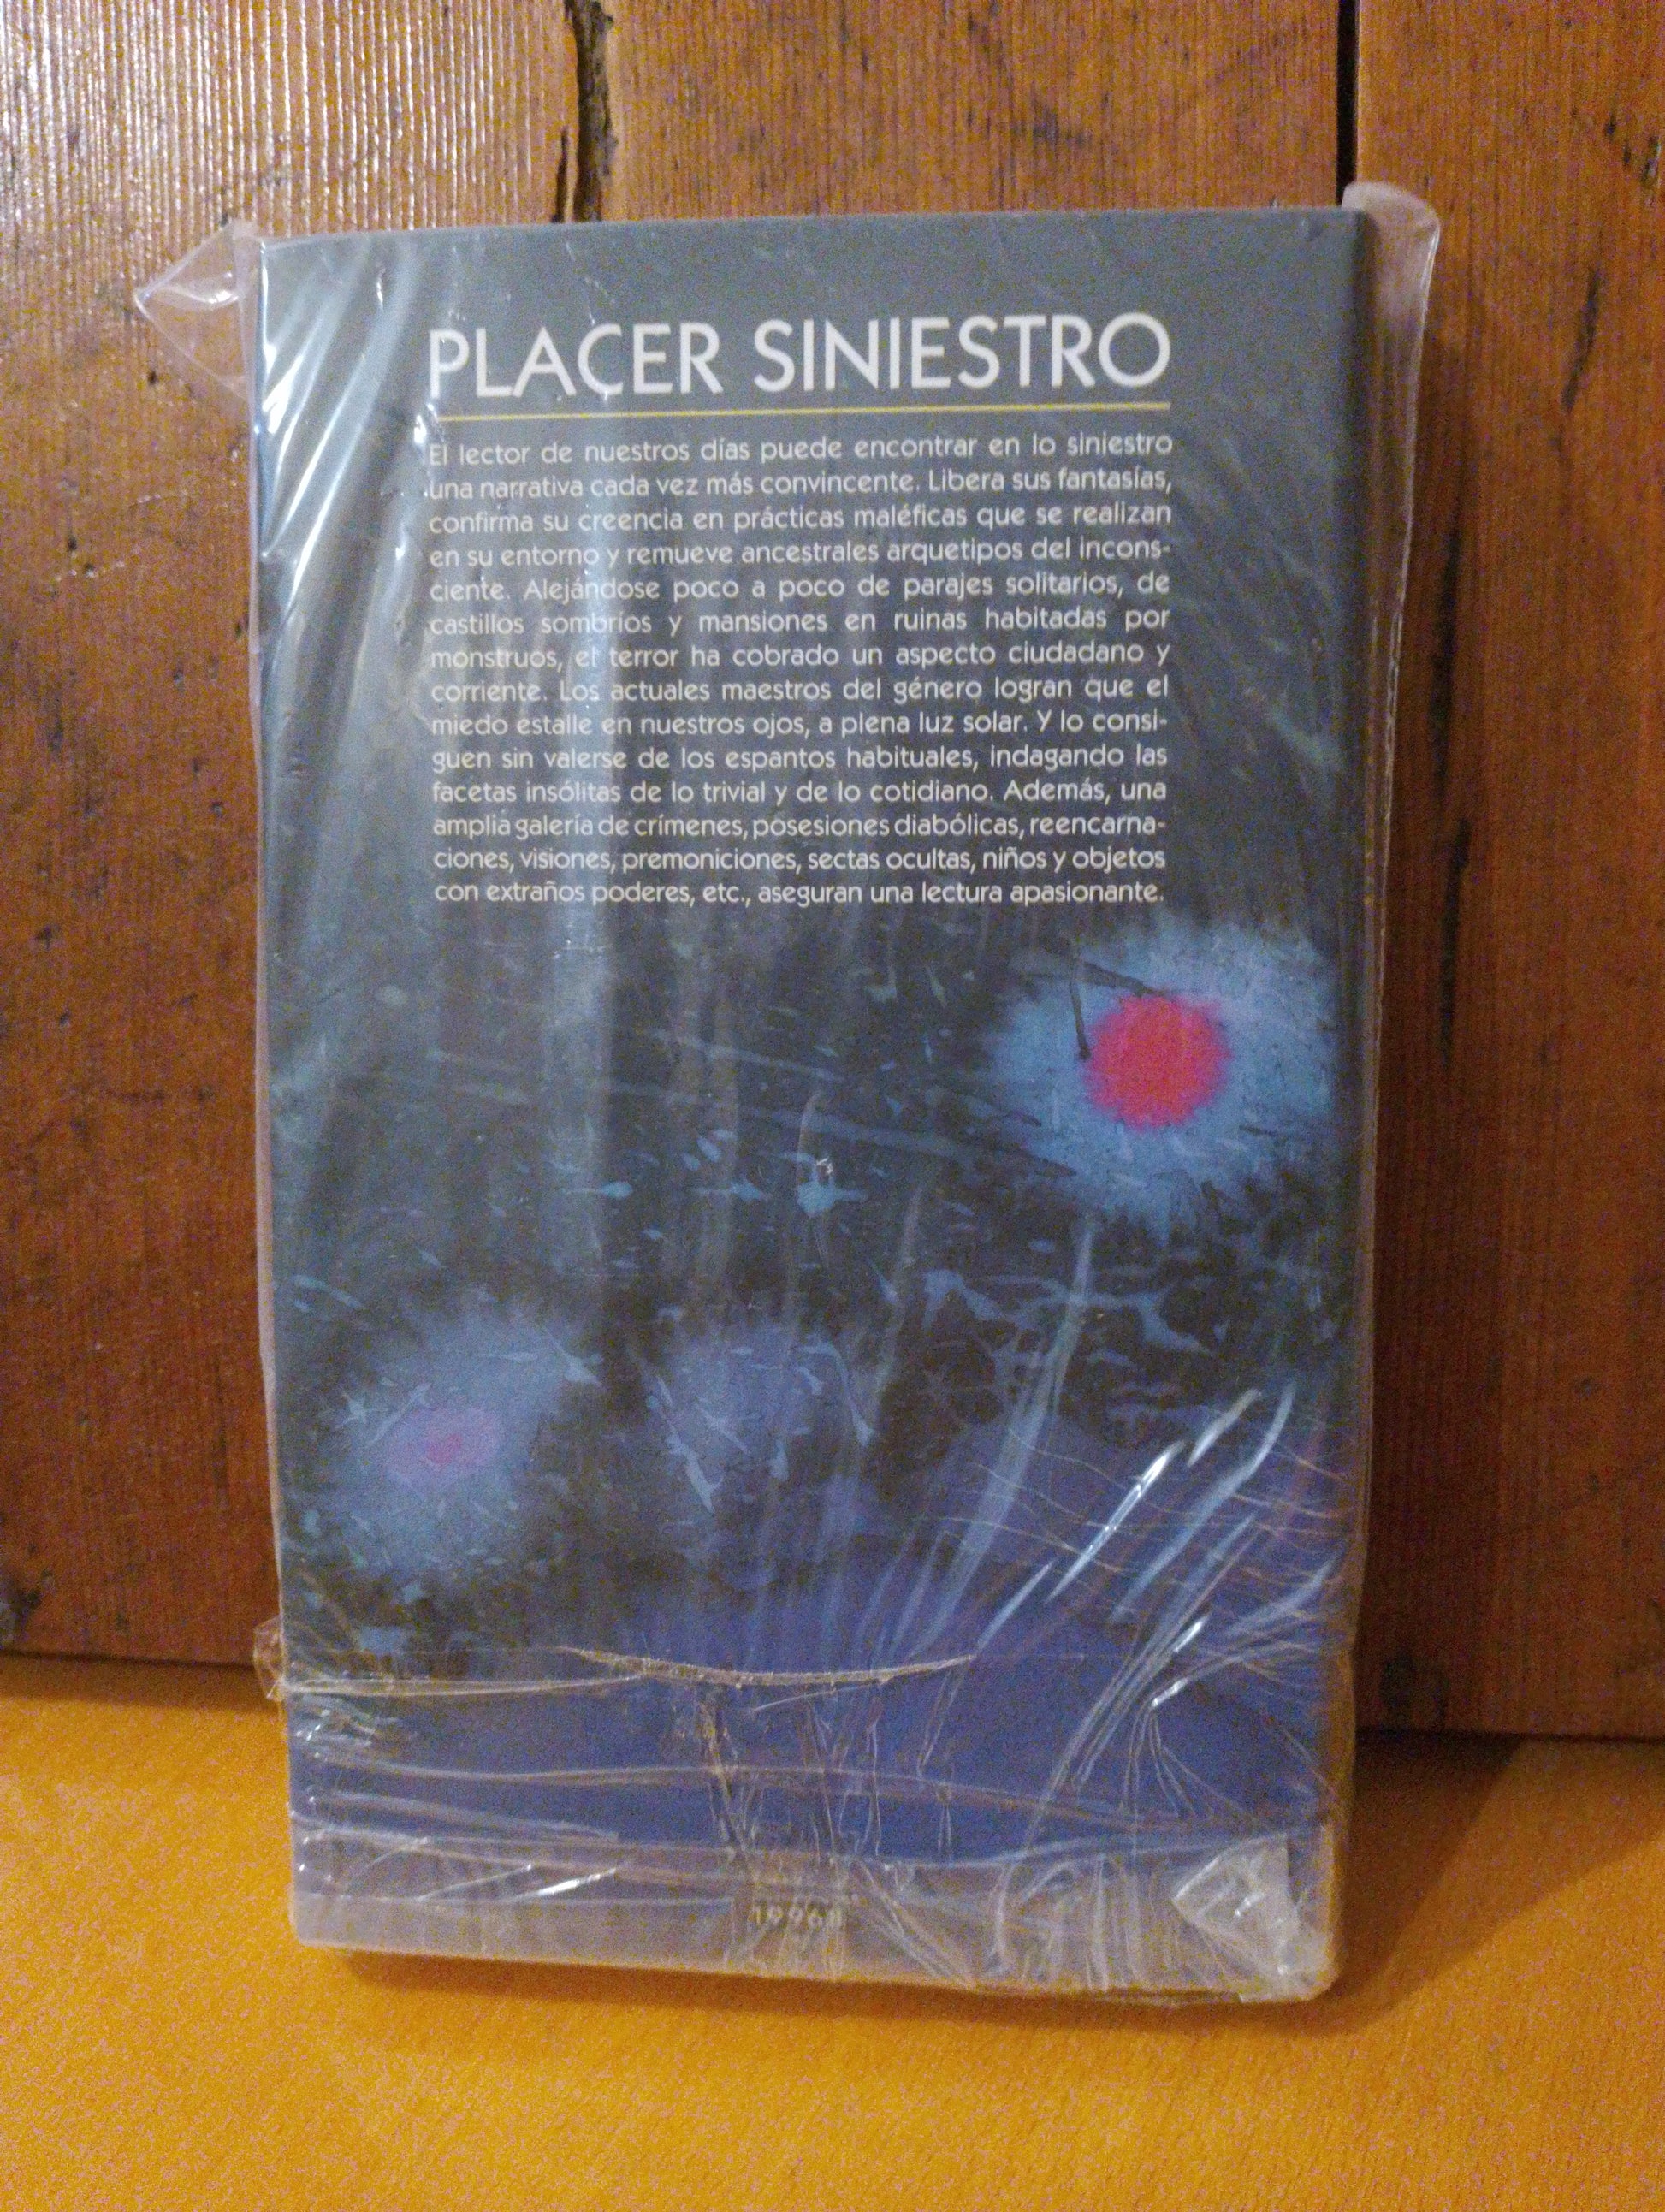 PLACER SINIESTRO
El lector de nuestros días puede encontrar en lo siniestro
una narrativa cada vez más convincente. Libera sus fantasías,
confirma su creencia en prácticas maléficas que se realizan
en su entorno y remueve ancestrales arquetipos del incons-
ciente. Alejándose poco a poco de parajes solitarios, de
castillos sombríos y mansiones en ruinas habitadas por
monstruos, el terror ha cobrado un aspecto ciudadano y
corriente. Los actuales maestros del género logran que el
miedo estalle en nuestros ojos, a plena luz solar. Y lo consi-
guen sin valerse de los espantos habituales, indagando las
facetas insólitas de lo trivial y de lo cotidiano. Además, una
amplia galería de crímenes, posesiones diabólicas, reencarna-
ciones, visiones, premoniciones, sectas ocultas, niños y objetos
con extraños poderes, etc., aseguran una lectura apasionante.